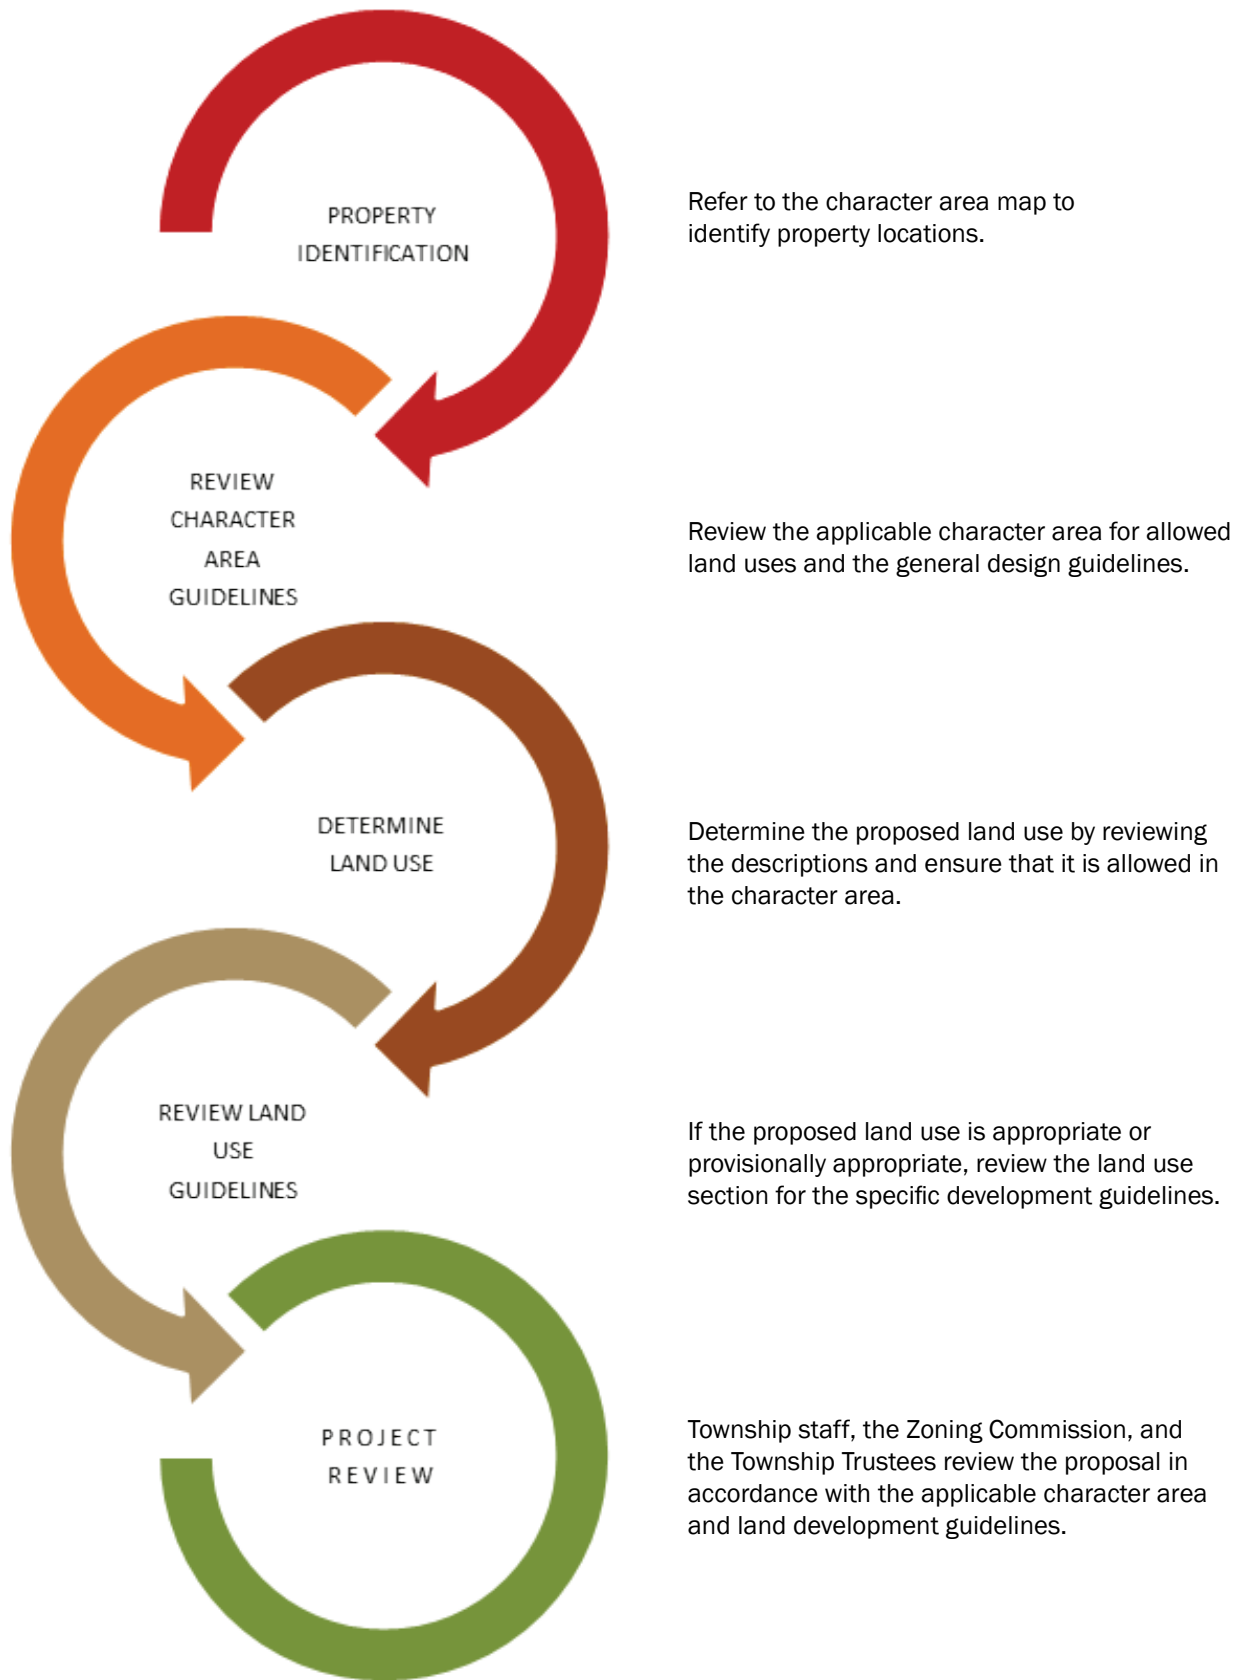 PROPERTY
IDENTIFICATION
Refer to the character area map to
identify property locations.
REVIEW
CHARACTER
AREA
GUIDELINES
Review the applicable character area for allowed
land uses and the general design guidelines.
DETERMINE
LAND USE
Determine the proposed land use by reviewing
the descriptions and ensure that it is allowed in
the character area.
REVIEW LAND
USE
GUIDELINES
If the proposed land use is appropriate or
provisionally appropriate, review the land use
section for the specific development guidelines.
PROJECT
REVIEW
Township staff, the Zoning Commission, and
the Township Trustees review the proposal in
accordance with the applicable character area
and land development guidelines.